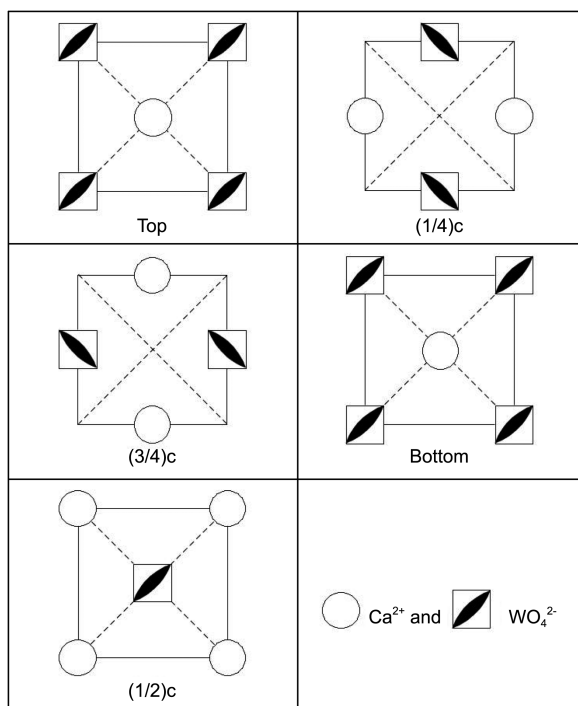 Top
(1/4)c
(3/4)c
Bottom
(1/2)c
Ca²⁺ and WO₄²⁻